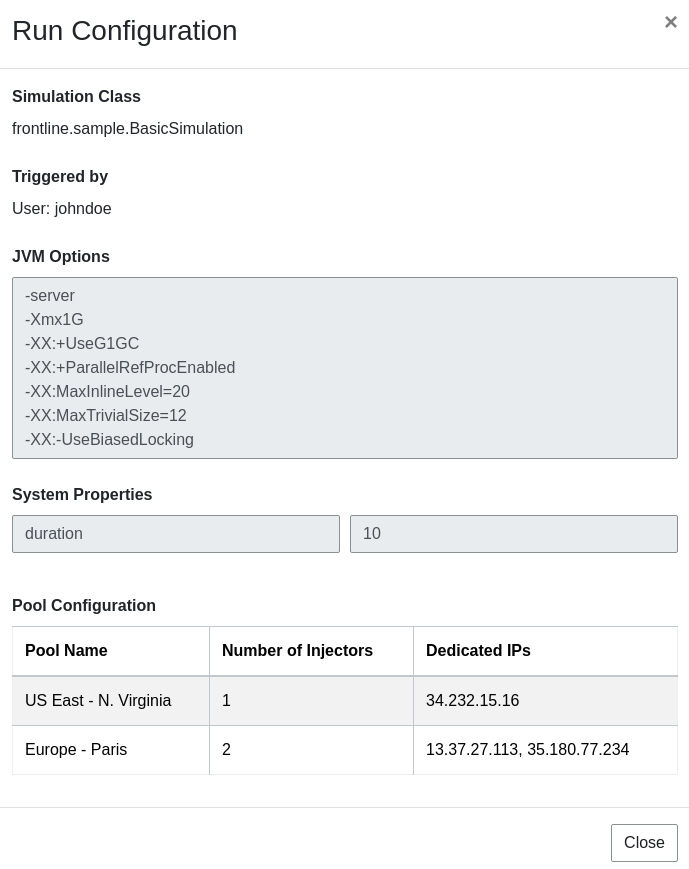 Run Configuration
×
Simulation Class
frontline.sample.BasicSimulation
Triggered by
User: johndoe
JVM Options
-server
-Xmx1G
-XX:+UseG1GC
-XX:+ParallelRefProcEnabled
-XX:MaxInlineLevel=20
-XX:MaxTrivialSize=12
-XX:-UseBiasedLocking
System Properties
duration 10
Pool Configuration
Pool Name Number of Injectors Dedicated IPs
US East - N. Virginia 1 34.232.15.16
Europe - Paris 2 13.37.27.113, 35.180.77.234
Close